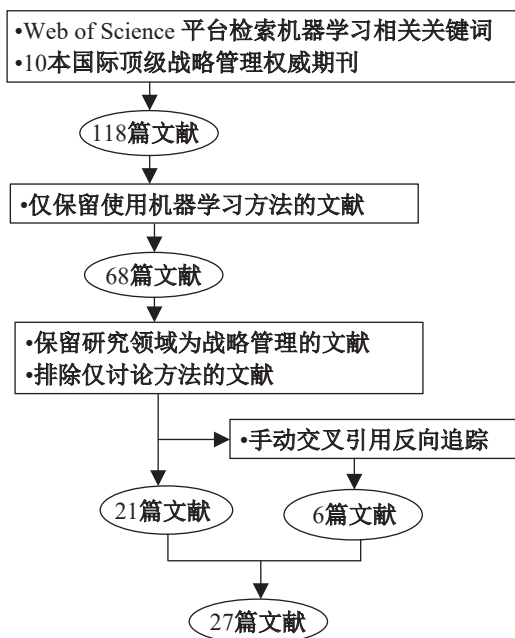 •Web of Science 平台检索机器学习相关关键词
•10本国际顶级战略管理权威期刊
118篇文献
•仅保留使用机器学习方法的文献
68篇文献
•保留研究领域为战略管理的文献
•排除仅讨论方法的文献
•手动交叉引用反向追踪
21篇文献
6篇文献
27篇文献